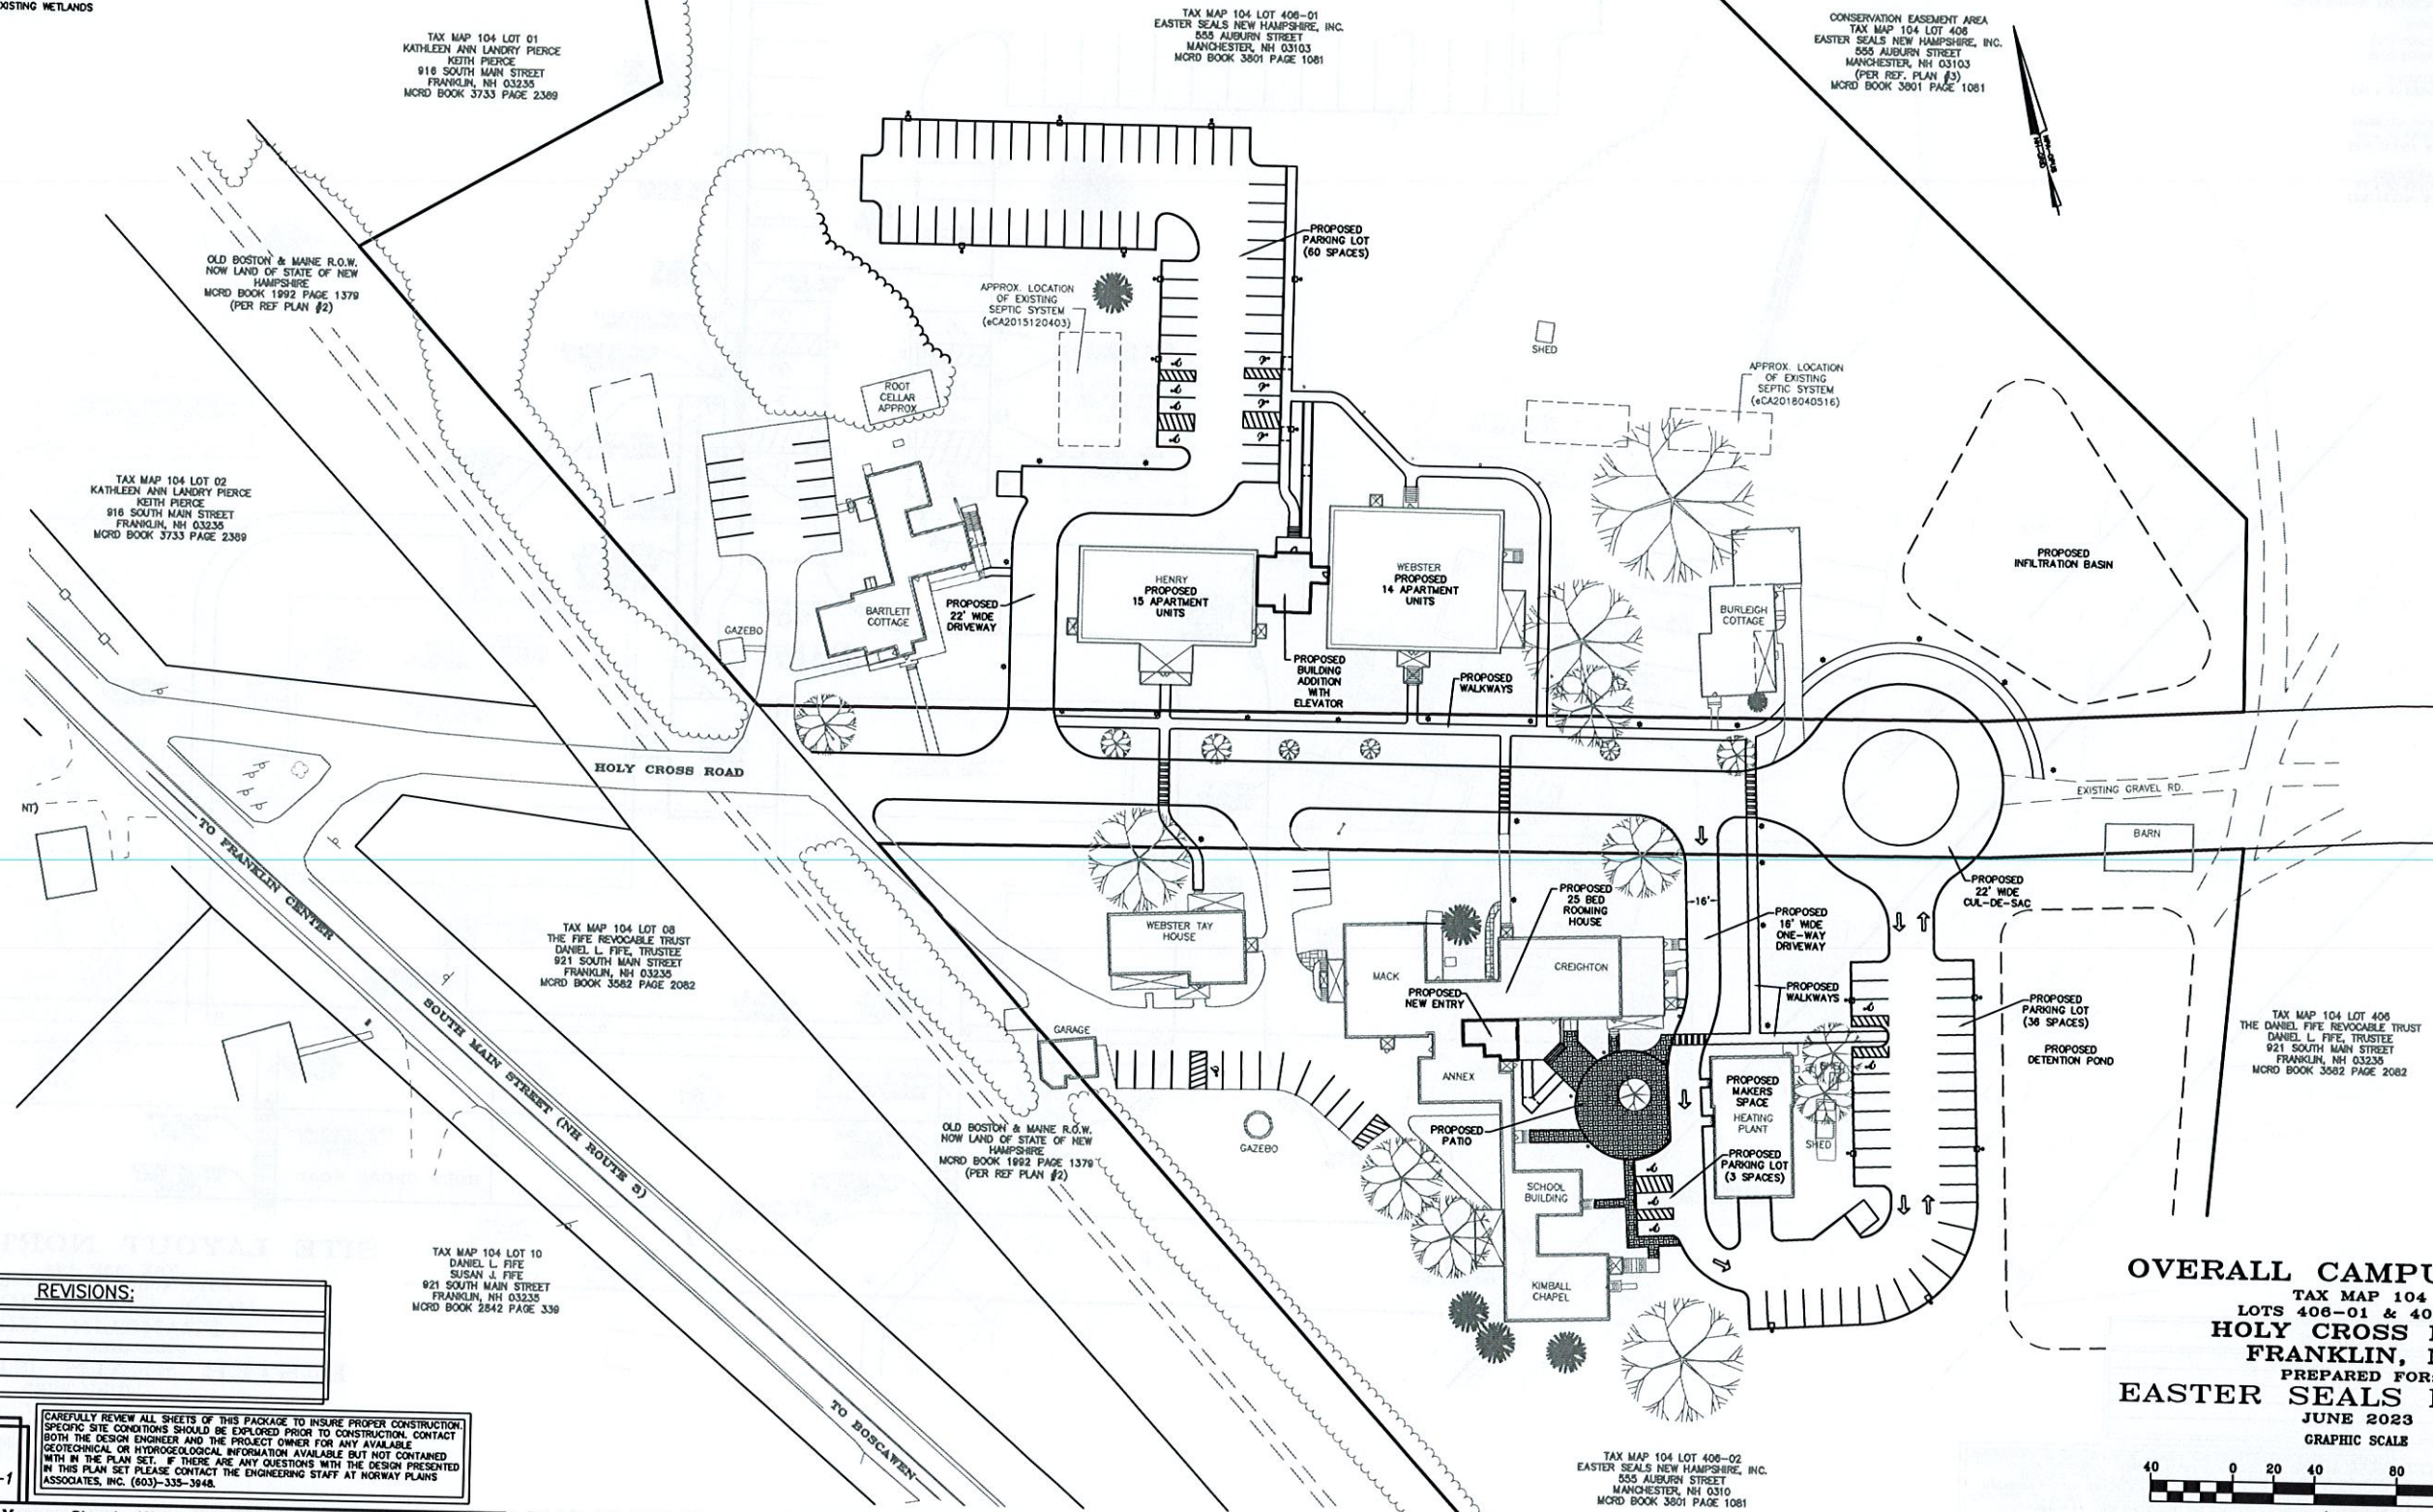 XISTING WETLANDS
TAX MAP 104 LOT 01
KATHLEEN ANN LANDRY PIERCE
KEITH PIERCE
916 SOUTH MAIN STREET
FRANKLIN, NH 03235
MCRD BOOK 3733 PAGE 2389
TAX MAP 104 LOT 406-01
EASTER SEALS NEW HAMPSHIRE, INC.
555 AUBURN STREET
MANCHESTER, NH 03103
MCRD BOOK 3801 PAGE 1081
CONSERVATION EASEMENT AREA
TAX MAP 104 LOT 406
EASTER SEALS NEW HAMPSHIRE, INC.
555 AUBURN STREET
MANCHESTER, NH 03103
(PER REF. PLAN #3)
MCRD BOOK 3801 PAGE 1081
OLD BOSTON & MAINE R.O.W.
NOW LAND OF STATE OF NEW
HAMPSHIRE
MCRD BOOK 1992 PAGE 1379
(PER REF PLAN #2)
PROPOSED
PARKING LOT
(60 SPACES)
APPROX. LOCATION
OF EXISTING
SEPTIC SYSTEM
(eCA2015120403)
SHED
APPROX. LOCATION
OF EXISTING
SEPTIC SYSTEM
(eCA2018040516)
ROOT
CELLAR
APPROX
TAX MAP 104 LOT 02
KATHLEEN ANN LANDRY PIERCE
KEITH PIERCE
916 SOUTH MAIN STREET
FRANKLIN, NH 03235
MCRD BOOK 3733 PAGE 2389
PROPOSED
INFILTRATION BASIN
HENRY
PROPOSED
15 APARTMENT
UNITS
WEBSTER
PROPOSED
14 APARTMENT
UNITS
BARTLETT
COTTAGE
PROPOSED
22' WIDE
DRIVEWAY
BURLEIGH
COTTAGE
GAZEBO
PROPOSED
BUILDING
ADDITION
WITH
ELEVATOR
PROPOSED
WALKWAYS
HOLY CROSS ROAD
EXISTING GRAVEL RD.
NT)
BARN
TO FRANKLIN CENTER
PROPOSED
22' WIDE
CUL-DE-SAC
PROPOSED
25 BED
ROOMING
HOUSE
16'
PROPOSED
16' WIDE
ONE-WAY
DRIVEWAY
WEBSTER TAY
HOUSE
TAX MAP 104 LOT 08
THE FIFE REVOCABLE TRUST
DANIEL L. FIFE, TRUSTEE
921 SOUTH MAIN STREET
FRANKLIN, NH 03235
MCRD BOOK 3582 PAGE 2082
MACK
CREIGHTON
PROPOSED
NEW ENTRY
PROPOSED
WALKWAYS
PROPOSED
PARKING LOT
(36 SPACES)
PROPOSED
DETENTION POND
TAX MAP 104 LOT 406
THE DANIEL FIFE REVOCABLE TRUST
DANIEL L. FIFE, TRUSTEE
921 SOUTH MAIN STREET
FRANKLIN, NH 03235
MCRD BOOK 3582 PAGE 2082
SOUTH MAIN STREET (NH ROUTE 3)
GARAGE
ANNEX
PROPOSED
MAKERS
SPACE
HEATING
PLANT
SHED
PROPOSED
PATIO
GAZEBO
OLD BOSTON & MAINE R.O.W.
NOW LAND OF STATE OF NEW
HAMPSHIRE
MCRD BOOK 1992 PAGE 1379
(PER REF PLAN #2)
PROPOSED
PARKING LOT
(3 SPACES)
SCHOOL
BUILDING
KIMBALL
CHAPEL
TAX MAP 104 LOT 10
DANIEL L. FIFE
SUSAN J. FIFE
921 SOUTH MAIN STREET
FRANKLIN, NH 03235
MCRD BOOK 2842 PAGE 339
TO BOSCAWEN
REVISIONS:
CAREFULLY REVIEW ALL SHEETS OF THIS PACKAGE TO INSURE PROPER CONSTRUCTION.
SPECIFIC SITE CONDITIONS SHOULD BE EXPLORED PRIOR TO CONSTRUCTION. CONTACT
BOTH THE DESIGN ENGINEER AND THE PROJECT OWNER FOR ANY AVAILABLE
GEOTECHNICAL OR HYDROGEOLOGICAL INFORMATION AVAILABLE BUT NOT CONTAINED
WITH IN THE PLAN SET. IF THERE ARE ANY QUESTIONS WITH THE DESIGN PRESENTED
IN THIS PLAN SET PLEASE CONTACT THE ENGINEERING STAFF AT NORWAY PLAINS
ASSOCIATES, INC. (603)-335-3948.
-1
TAX MAP 104 LOT 406-02
EASTER SEALS NEW HAMPSHIRE, INC.
555 AUBURN STREET
MANCHESTER, NH 0310
MCRD BOOK 3801 PAGE 1081
OVERALL CAMPU
TAX MAP 104
LOTS 406-01 & 40
HOLY CROSS
FRANKLIN,
PREPARED FOR
EASTER SEALS
JUNE 2023
GRAPHIC SCALE
40 0 20 40 80